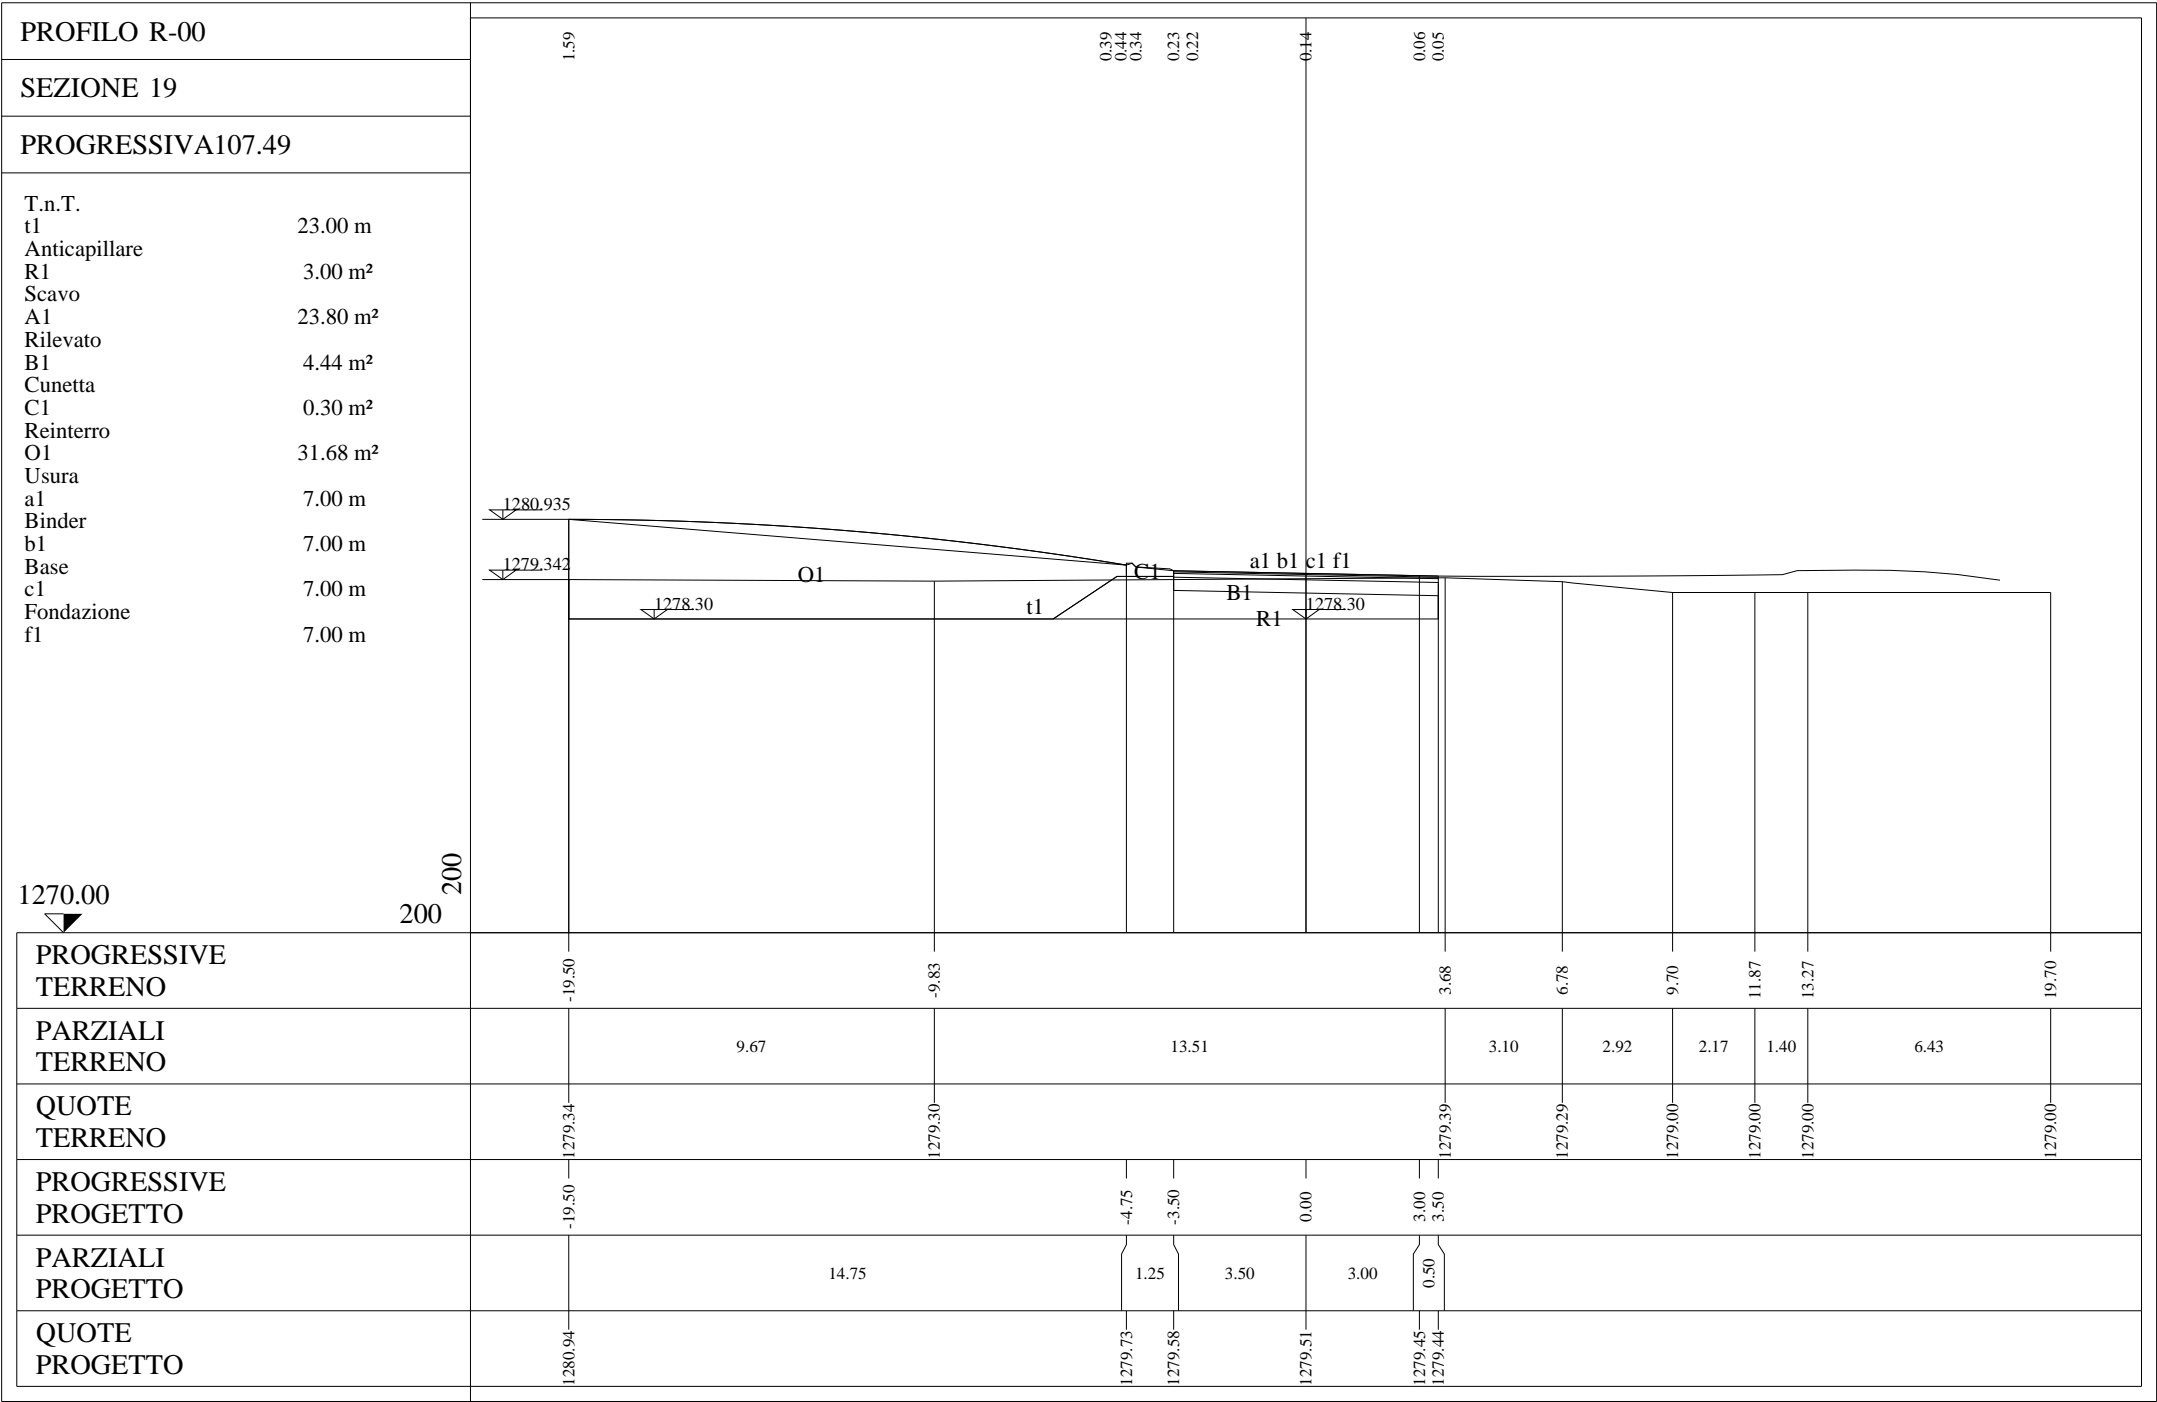 PROFILO R-00
SEZIONE 19
PROGRESSIVA107.49
T.n.T.
t1 23.00 m
Anticapillare
R1 3.00 m²
Scavo
A1 23.80 m²
Rilevato
B1 4.44 m²
Cunetta
C1 0.30 m²
Reinterro
O1 31.68 m²
Usura
a1 7.00 m
Binder
b1 7.00 m
Base
c1 7.00 m
Fondazione
f1 7.00 m
1.59 0.39 0.44 0.34 0.23 0.22 0.14 0.06 0.05
1280.935
1279.342
O1
C1
a1 b1 c1 f1
1278.30
t1
B1
1278.30
R1
200
1270.00
200
PROGRESSIVE
TERRENO
-19.50 -9.83 3.68 6.78 9.70 11.87 13.27 19.70
PARZIALI
TERRENO
9.67 13.51 3.10 2.92 2.17 1.40 6.43
QUOTE
TERRENO
1279.34 1279.30 1279.39 1279.29 1279.00 1279.00 1279.00 1279.00
PROGRESSIVE
PROGETTO
-19.50 -4.75 -3.50 0.00 3.00 3.50
PARZIALI
PROGETTO
14.75 1.25 3.50 3.00 0.50
QUOTE
PROGETTO
1280.94 1279.73 1279.58 1279.51 1279.45 1279.44